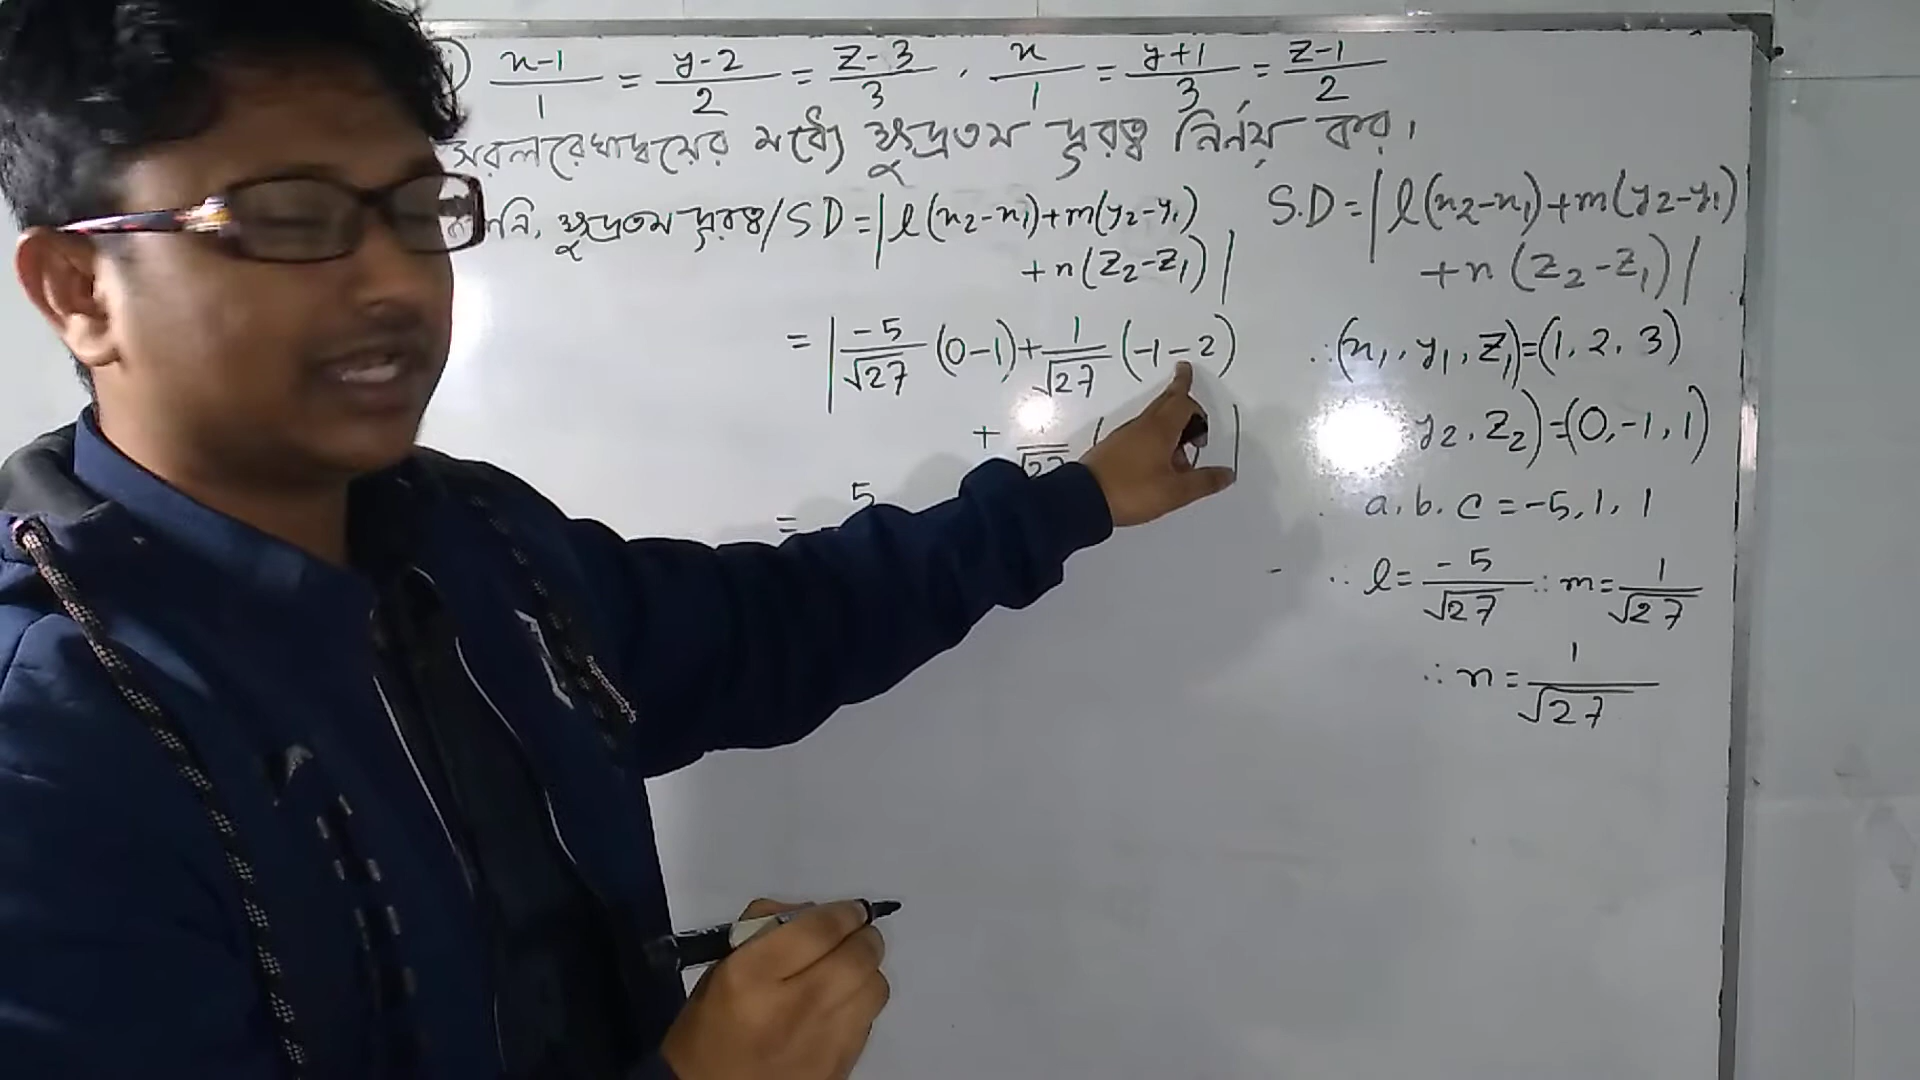 x-1/1 = y-2/2 = z-3/3 , x/1 = y+1/3 = z-1/2
সরলরেখাদ্বয়ের মধ্যে ক্ষুদ্রতম দূরত্ব নির্নয় কর।
ক্ষুদ্রতম দূরত্ব/SD = |l(x₂-x₁)+m(y₂-y₁)
+n(z₂-z₁)|
= |-5/√27 (0-1)+1/√27 (-1-2)
+
= 5
S.D = |l(x₂-x₁)+m(y₂-y₁)
+n(z₂-z₁)|
∴(x₁, y₁, z₁)=(1, 2, 3)
y₂, z₂)=(0, -1, 1)
a, b, c = -5, 1, 1
∴ l = -5/√27 ∴ m = 1/√27
∴ n = 1/√27